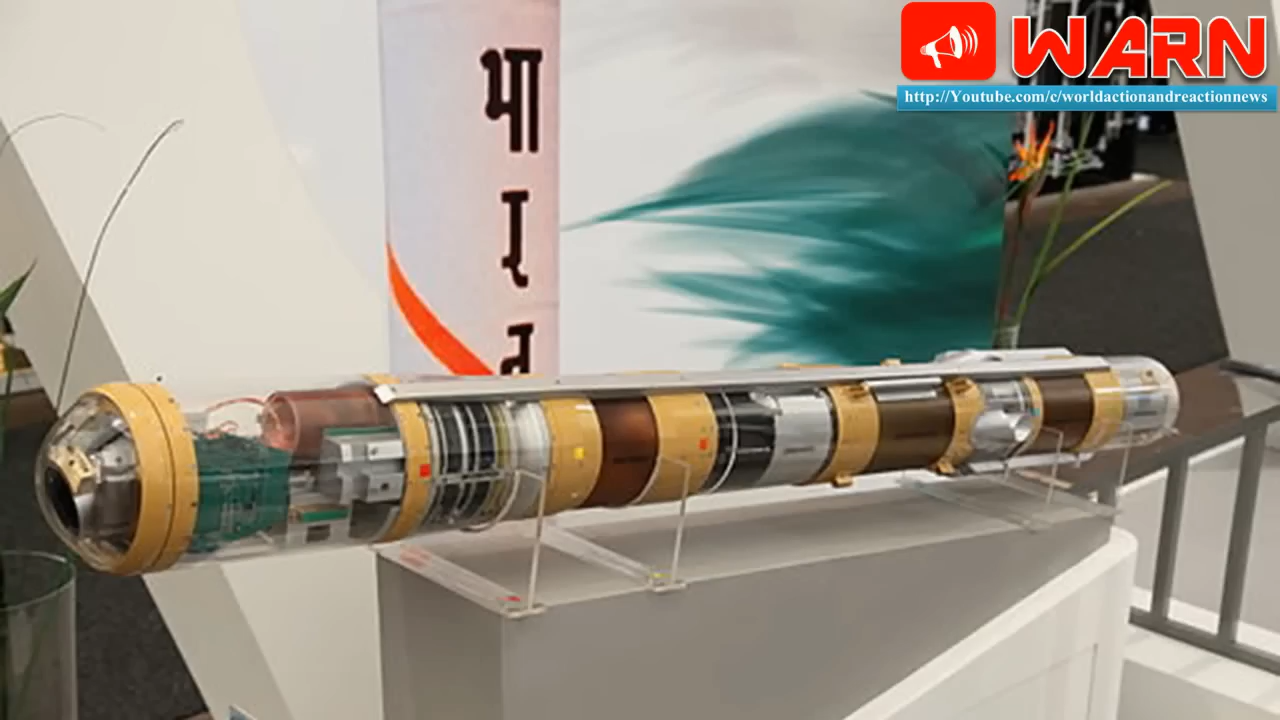 WARN
http://Youtube.com/c/worldactionandreactionnews
भा
र
त